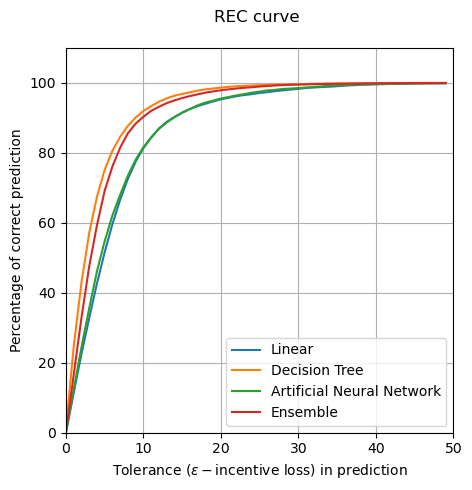 REC curve
100
80
60
40
20
0
Percentage of correct prediction
Linear
Decision Tree
Artificial Neural Network
Ensemble
0 10 20 30 40 50
Tolerance (ε − incentive loss) in prediction